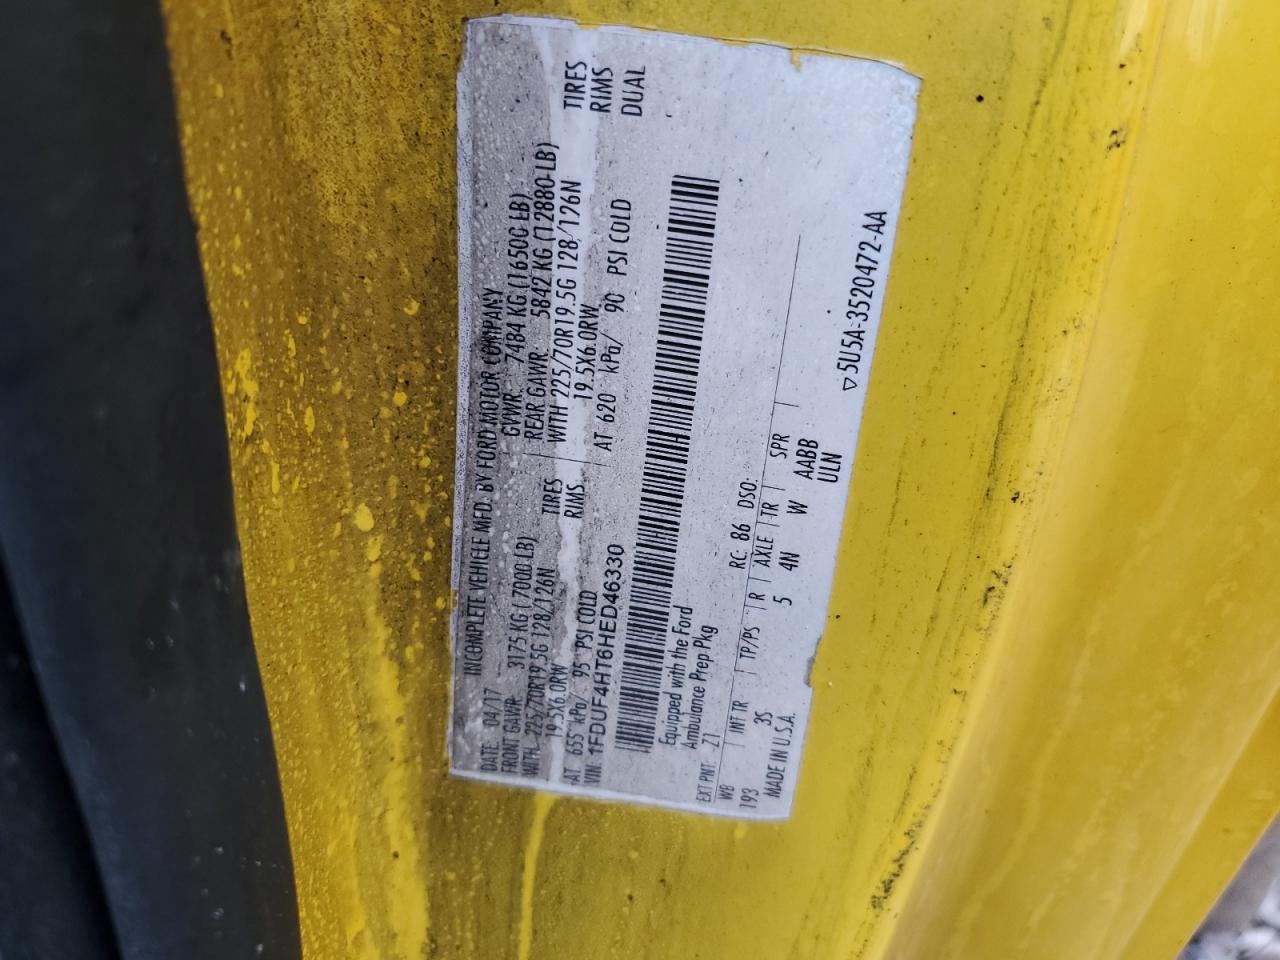 INCOMPLETE VEHICLE MFD. BY FORD MOTOR COMPANY
DATE: 04/17 GVWR: 7484 KG (16500 LB)
FRONT GAWR: 3175 KG (7000 LB) REAR GAWR: 5842 KG (12880 LB)
WITH 225/70R19.5G 128/126N TIRES WITH 225/70R19.5G 128/126N TIRES
19.5X6.0RW RIMS 19.5X6.0RW RIMS
AT 655 kPa/ 95 PSI COLD AT 620 kPa/ 90 PSI COLD DUAL
VIN: 1FDUF4HT6HED46330
H
Equipped with the Ford
Ambulance Prep Pkg
EXT PNT: Z1 RC: 86 DSO:
WB INT TR TP/PS R AXLE TR SPR
193 3S 5 4N W AABB
MADE IN U.S.A. ULN
▽5U5A-3520472-AA